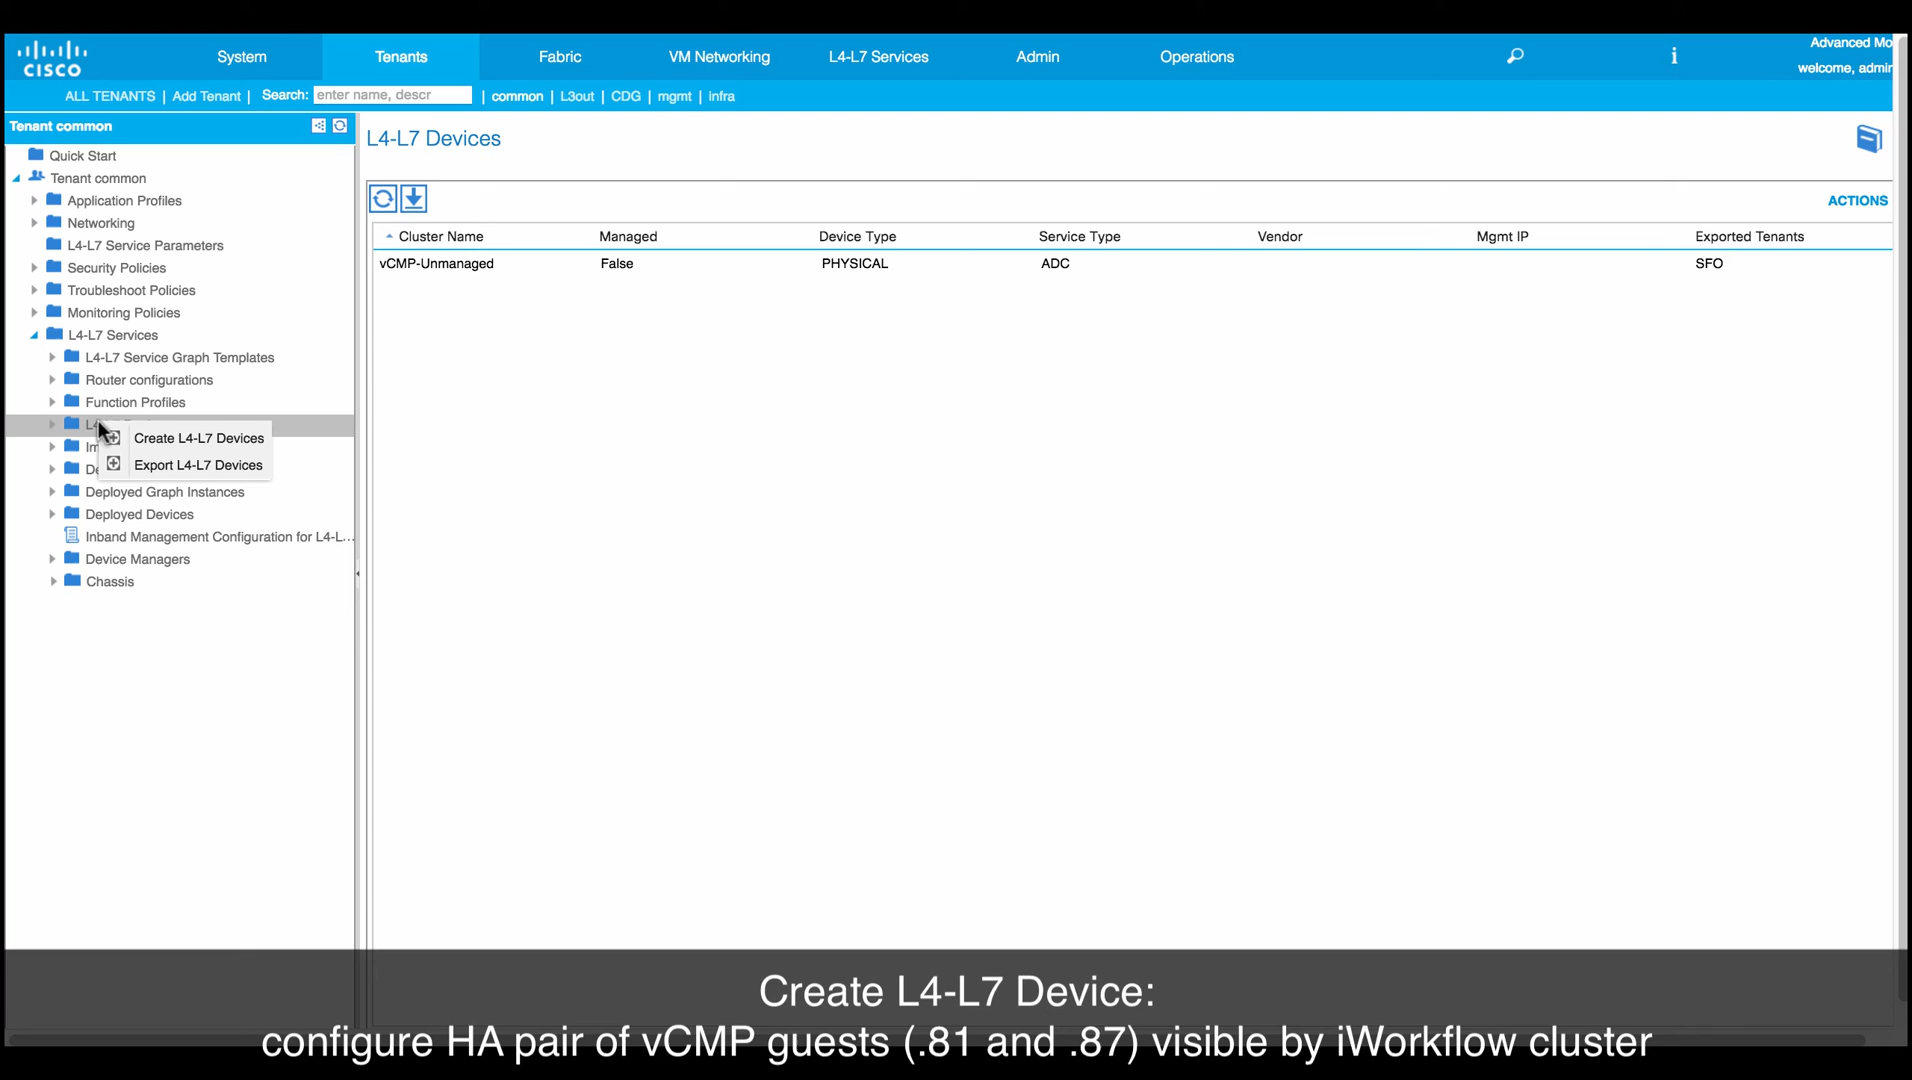 CISCO
System
Tenants
Fabric
VM Networking
L4-L7 Services
Admin
Operations
Advanced Mo
welcome, admin
ALL TENANTS | Add Tenant | Search: enter name, descr | common | L3out | CDG | mgmt | infra
Tenant common
Quick Start
Tenant common
Application Profiles
Networking
L4-L7 Service Parameters
Security Policies
Troubleshoot Policies
Monitoring Policies
L4-L7 Services
L4-L7 Service Graph Templates
Router configurations
Function Profiles
L4
Create L4-L7 Devices
Im
Export L4-L7 Devices
De
Deployed Graph Instances
Deployed Devices
Inband Management Configuration for L4-L...
Device Managers
Chassis
L4-L7 Devices
ACTIONS
Cluster Name Managed Device Type Service Type Vendor Mgmt IP Exported Tenants
vCMP-Unmanaged False PHYSICAL ADC SFO
Create L4-L7 Device:
configure HA pair of vCMP guests (.81 and .87) visible by iWorkflow cluster